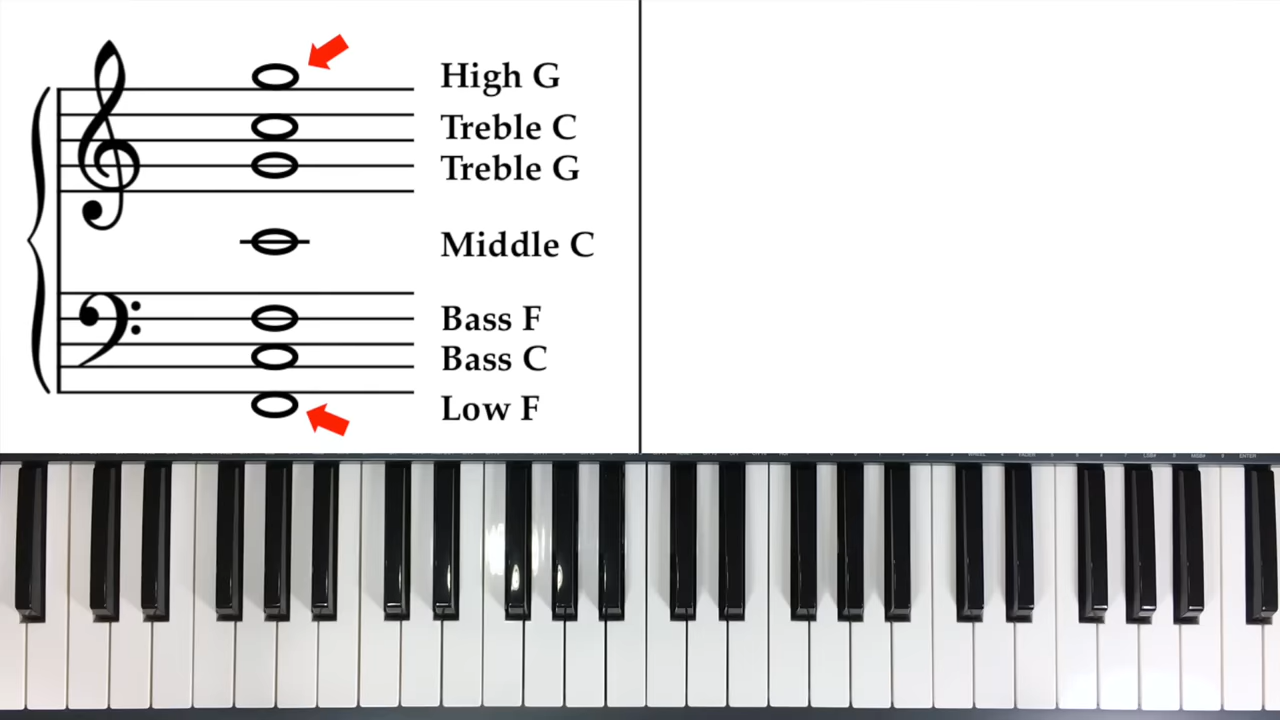 High G
Treble C
Treble G
Middle C
Bass F
Bass C
Low F